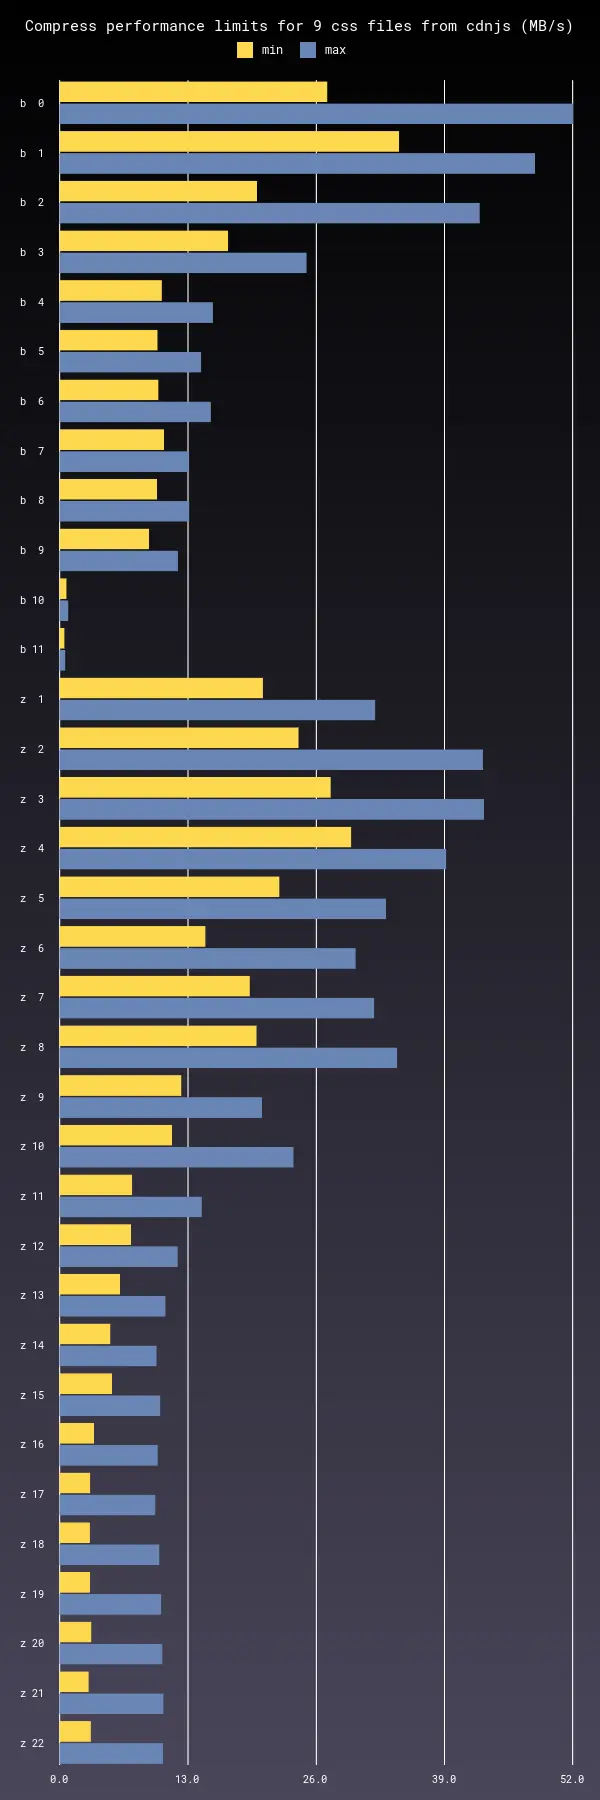 Compress performance limits for 9 css files from cdnjs (MB/s)
min max
b 0
b 1
b 2
b 3
b 4
b 5
b 6
b 7
b 8
b 9
b 10
b 11
z 1
z 2
z 3
z 4
z 5
z 6
z 7
z 8
z 9
z 10
z 11
z 12
z 13
z 14
z 15
z 16
z 17
z 18
z 19
z 20
z 21
z 22
0.0 13.0 26.0 39.0 52.0